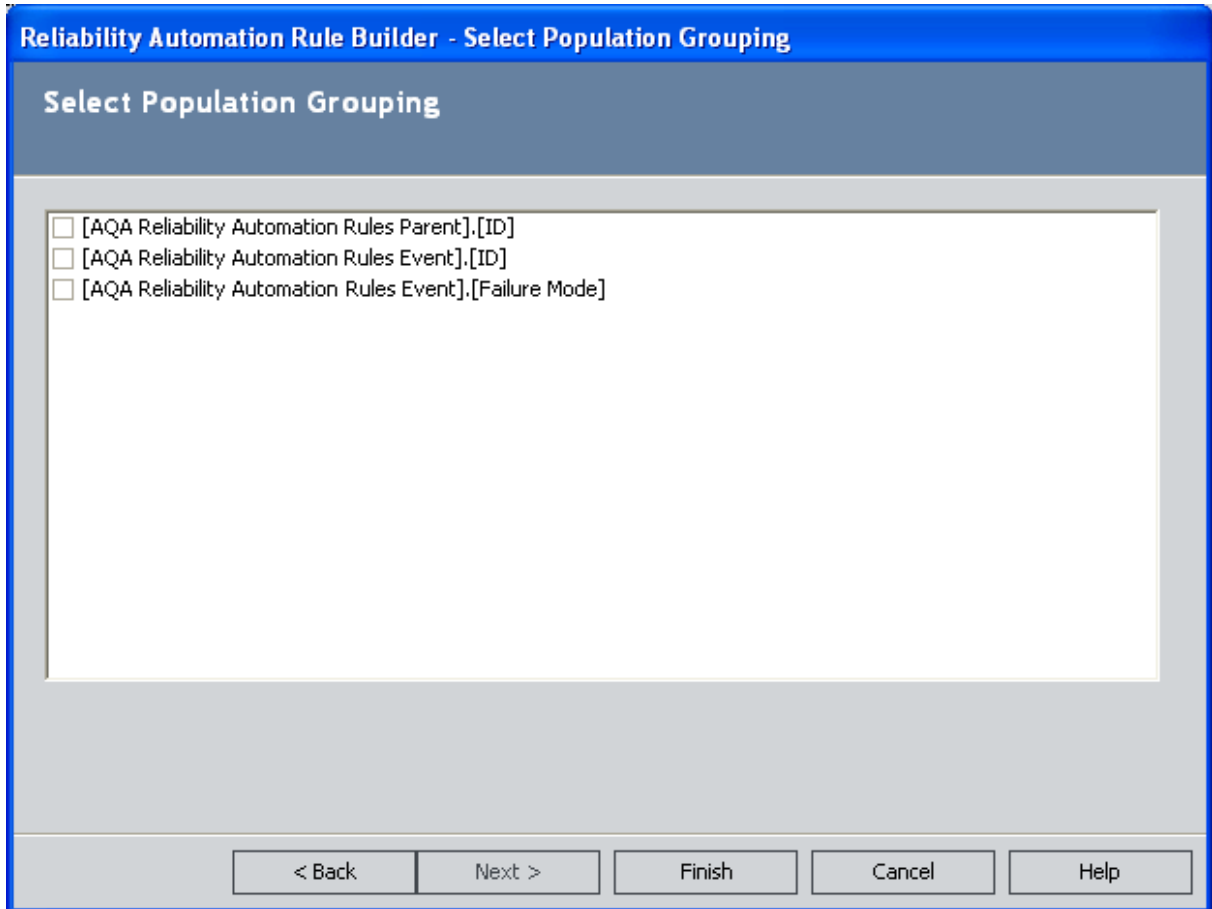 Reliability Automation Rule Builder - Select Population Grouping
Select Population Grouping
[AQA Reliability Automation Rules Parent].[ID]
[AQA Reliability Automation Rules Event].[ID]
[AQA Reliability Automation Rules Event].[Failure Mode]
< Back
Next >
Finish
Cancel
Help